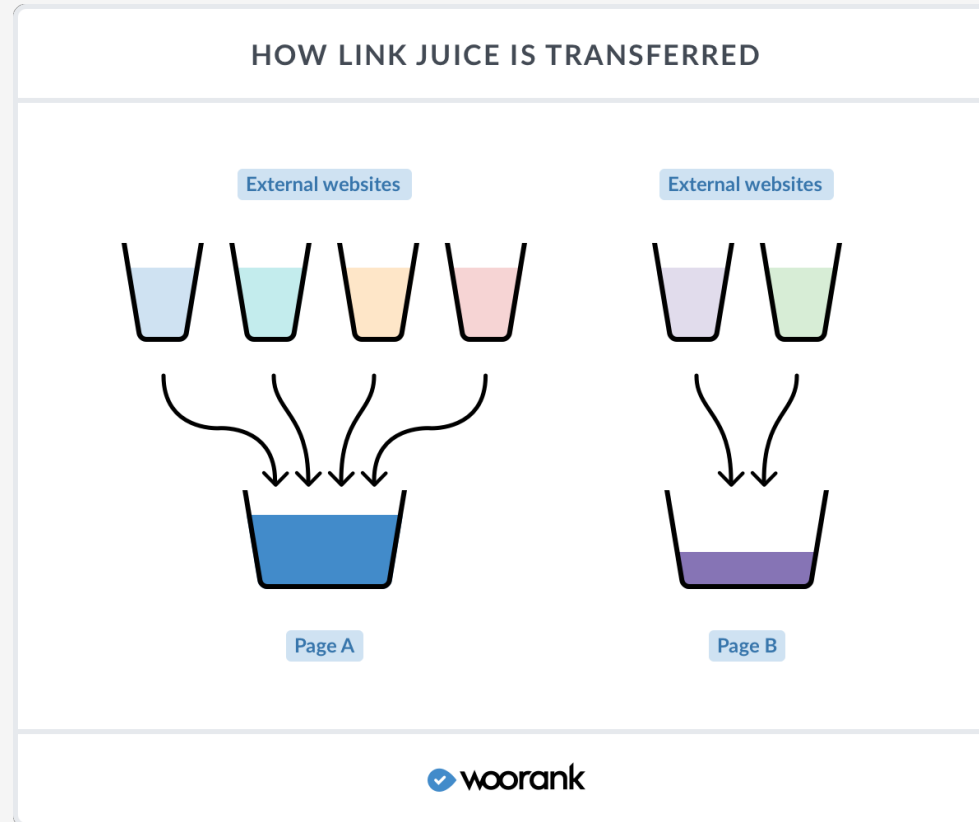 HOW LINK JUICE IS TRANSFERRED
External websites
External websites
Page A
Page B
woorank